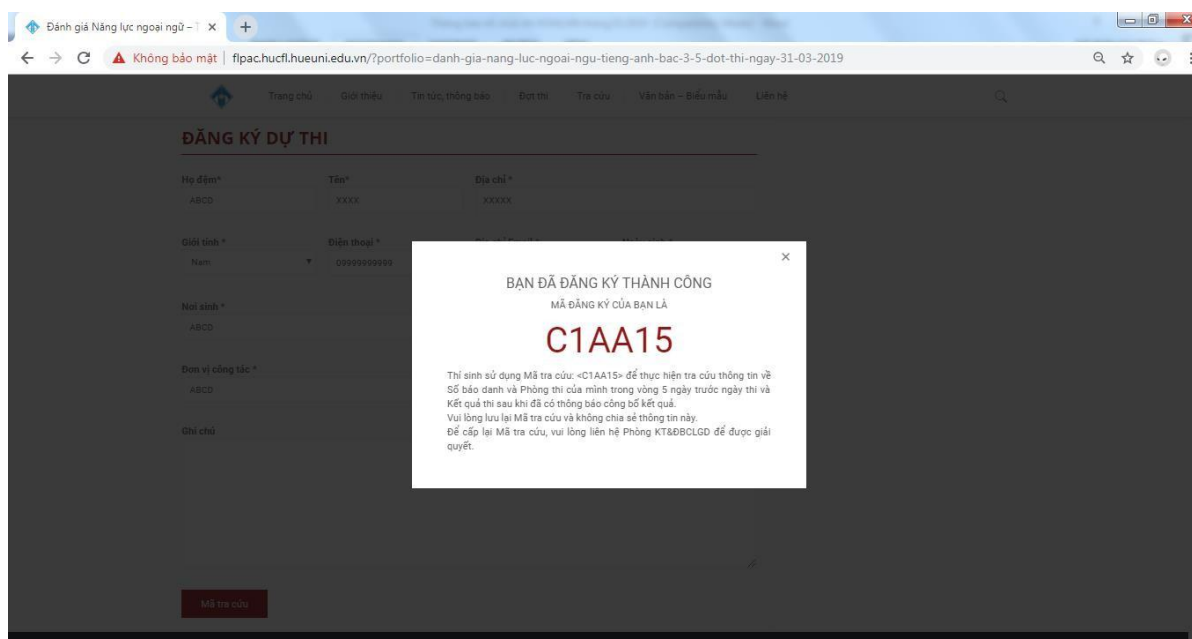 Đánh giá Năng lực ngoại ngữ – T
Không bảo mật | flpac.hucfl.hueuni.edu.vn/?portfolio=danh-gia-nang-luc-ngoai-ngu-tieng-anh-bac-3-5-dot-thi-ngay-31-03-2019
Trang chủ Giới thiệu Tin tức, thông báo Đợt thi Tra cứu Văn bản – Biểu mẫu Liên hệ
ĐĂNG KÝ DỰ THI
Họ đệm* Tên* Địa chỉ *
ABCD XXXX XXXXX
Giới tính * Điện thoại *
Nam 09999999999
Nơi sinh *
ABCD
Đơn vị công tác *
ABCD
Ghi chú
BẠN ĐÃ ĐĂNG KÝ THÀNH CÔNG
MÃ ĐĂNG KÝ CỦA BẠN LÀ
C1AA15
Thí sinh sử dụng Mã tra cứu: <C1AA15> để thực hiện tra cứu thông tin về
Số báo danh và Phòng thi của mình trong vòng 5 ngày trước ngày thi và
Kết quả thi sau khi đã có thông báo công bố kết quả.
Vui lòng lưu lại Mã tra cứu và không chia sẻ thông tin này.
Để cấp lại Mã tra cứu, vui lòng liên hệ Phòng KT&ĐBCLGD để được giải
quyết.
Mã tra cứu